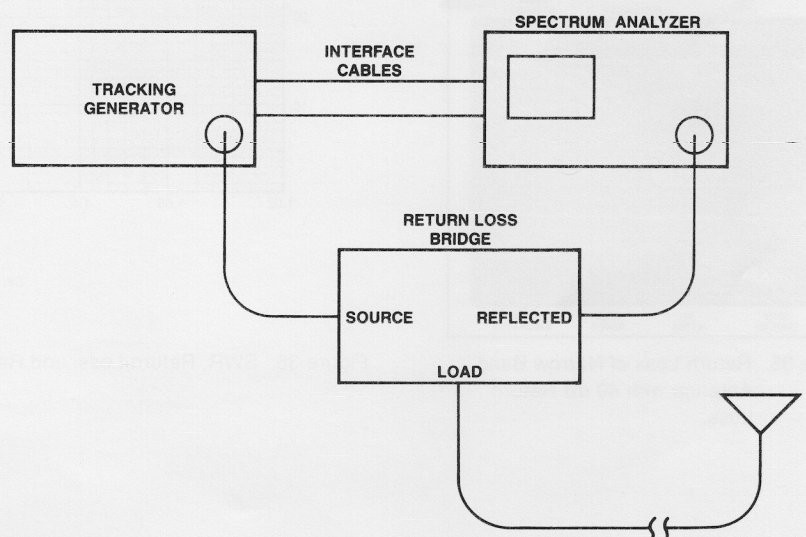 SPECTRUM ANALYZER
INTERFACE
CABLES
TRACKING
GENERATOR
RETURN LOSS
BRIDGE
SOURCE
REFLECTED
LOAD